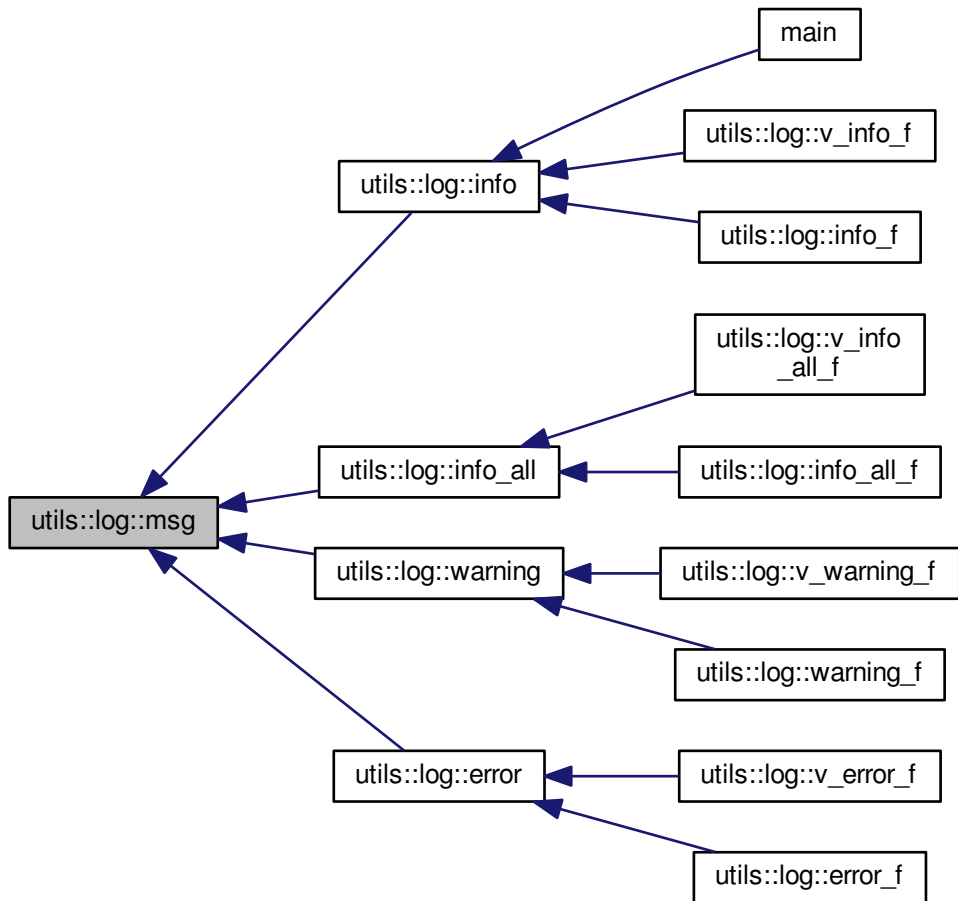 main
utils::log::v_info_f
utils::log::info
utils::log::info_f
utils::log::v_info
_all_f
utils::log::info_all
utils::log::info_all_f
utils::log::msg
utils::log::warning
utils::log::v_warning_f
utils::log::warning_f
utils::log::error
utils::log::v_error_f
utils::log::error_f